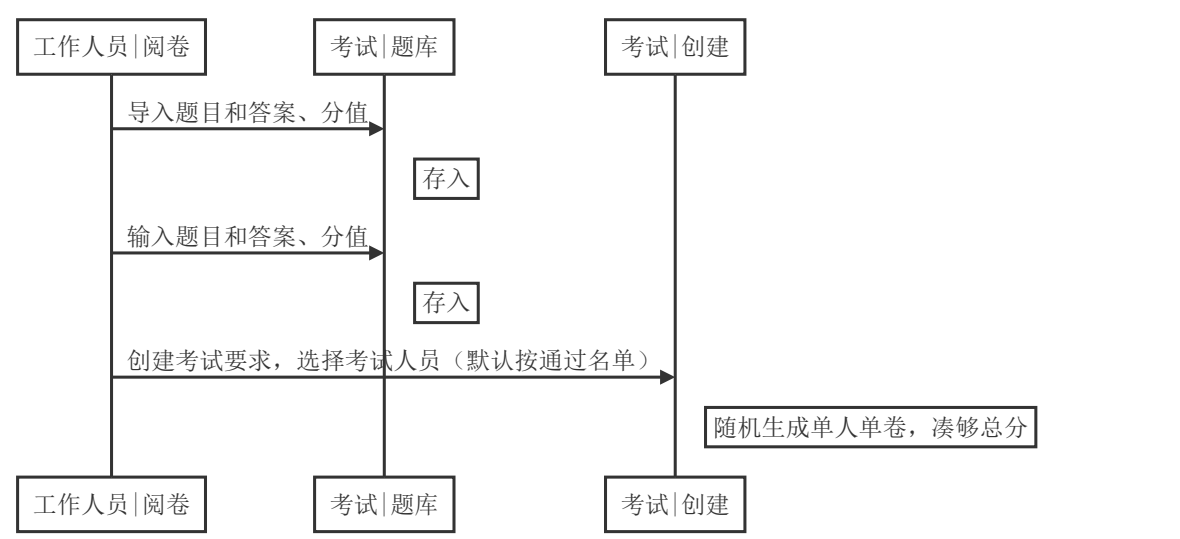 工作人员|阅卷
考试|题库
考试|创建
导入题目和答案、分值
存入
输入题目和答案、分值
存入
创建考试要求，选择考试人员（默认按通过名单）
随机生成单人单卷，凑够总分
工作人员|阅卷
考试|题库
考试|创建